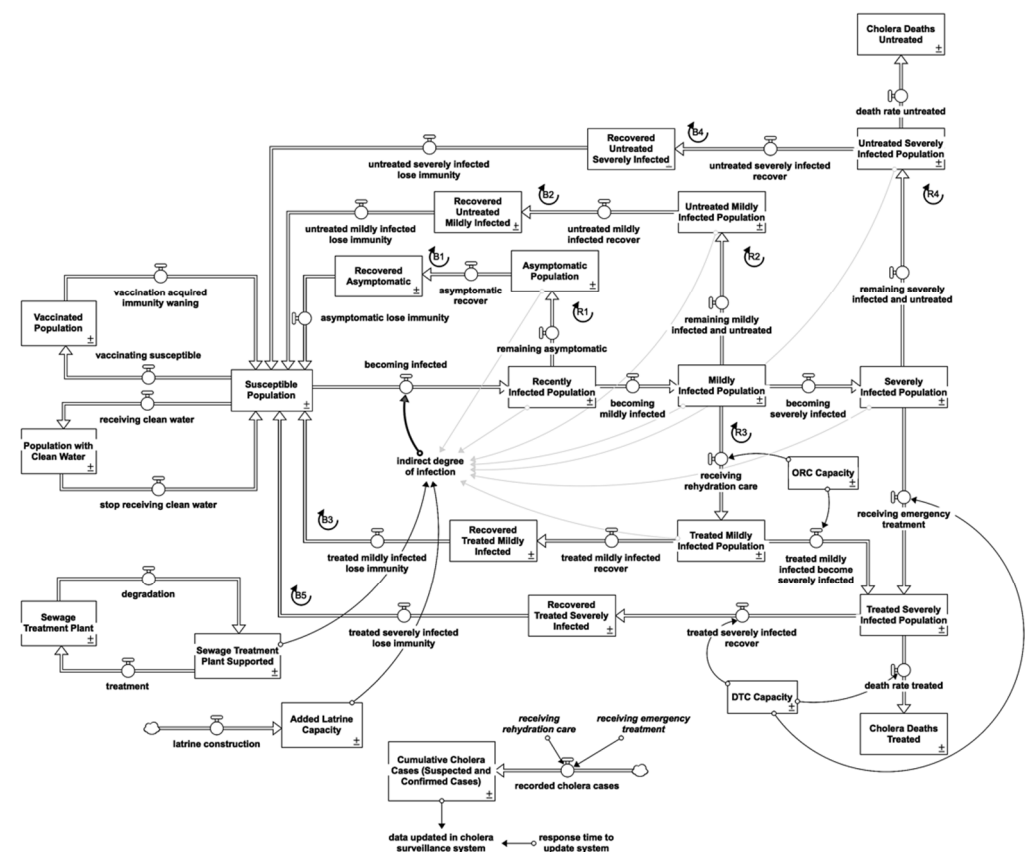 Cholera Deaths
Untreated
death rate untreated
B4
Recovered
Untreated
Severely Infected
Untreated Severely
Infected Population
untreated severely infected
lose immunity
untreated severely infected
recover
R4
B2
Recovered
Untreated
Mildly Infected
Untreated Mildly
Infected Population
untreated mildly infected
lose immunity
untreated mildly
infected recover
B1
R2
Recovered
Asymptomatic
Asymptomatic
Population
asymptomatic
recover
vaccination acquired
immunity waning
remaining severely
infected and untreated
Vaccinated
Population
asymptomatic lose immunity
R1
remaining mildly
infected and untreated
remaining asymptomatic
vaccinating susceptible
becoming infected
Susceptible
Population
Recently
Infected Population
Mildly
Infected Population
Severely
Infected Population
becoming
mildly infected
becoming
severely infected
receiving clean water
R3
Population with
Clean Water
indirect degree
of infection
receiving
rehydration care
ORC Capacity
stop receiving clean water
receiving emergency
treatment
B3
Recovered
Treated Mildly
Infected
Treated Mildly
Infected Population
treated mildly infected
lose immunity
treated mildly infected
recover
treated mildly
infected become
severely infected
degradation
B5
Sewage
Treatment Plant
Recovered
Treated Severely
Infected
Treated Severely
Infected Population
treated severely infected
lose immunity
treated severely infected
recover
Sewage Treatment
Plant Supported
treatment
death rate treated
DTC Capacity
Added Latrine
Capacity
latrine construction
receiving
rehydration care
receiving emergency
treatment
Cholera Deaths
Treated
Cumulative Cholera
Cases (Suspected and
Confirmed Cases)
recorded cholera cases
data updated in cholera
surveillance system
response time to
update system